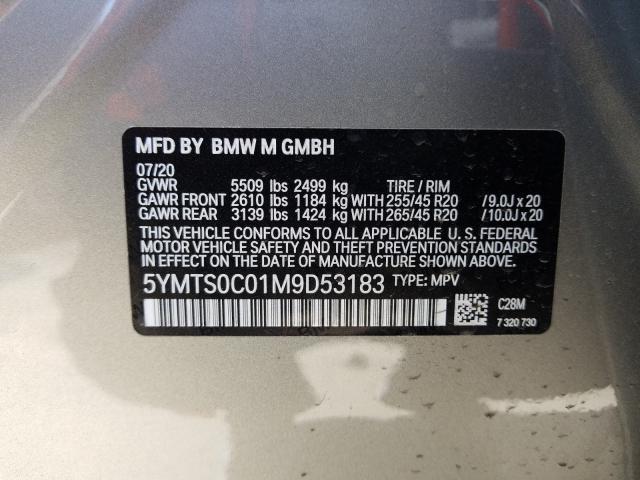 MFD BY BMW M GMBH
07/20
GVWR 5509 lbs 2499 kg TIRE / RIM
GAWR FRONT 2610 lbs 1184 kg WITH 255/45 R20 / 9.0J x 20
GAWR REAR 3139 lbs 1424 kg WITH 265/45 R20 / 10.0J x 20
THIS VEHICLE CONFORMS TO ALL APPLICABLE U. S. FEDERAL
MOTOR VEHICLE SAFETY AND THEFT PREVENTION STANDARDS
IN EFFECT ON THE DATE OF MANUFACTURE SHOWN ABOVE.
5YMTS0C01M9D53183 TYPE: MPV
C28M
7 320 730